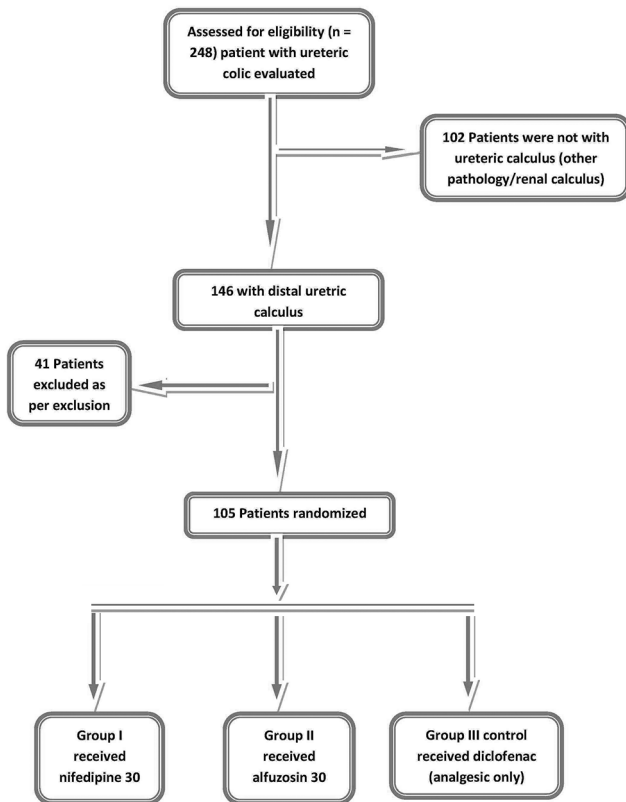 Assessed for eligibility (n =
248) patient with ureteric
colic evaluated
102 Patients were not with
ureteric calculus (other
pathology/renal calculus)
146 with distal uretric
calculus
41 Patients
excluded as
per exclusion
105 Patients randomized
Group I
received
nifedipine 30
Group II
received
alfuzosin 30
Group III control
received diclofenac
(analgesic only)